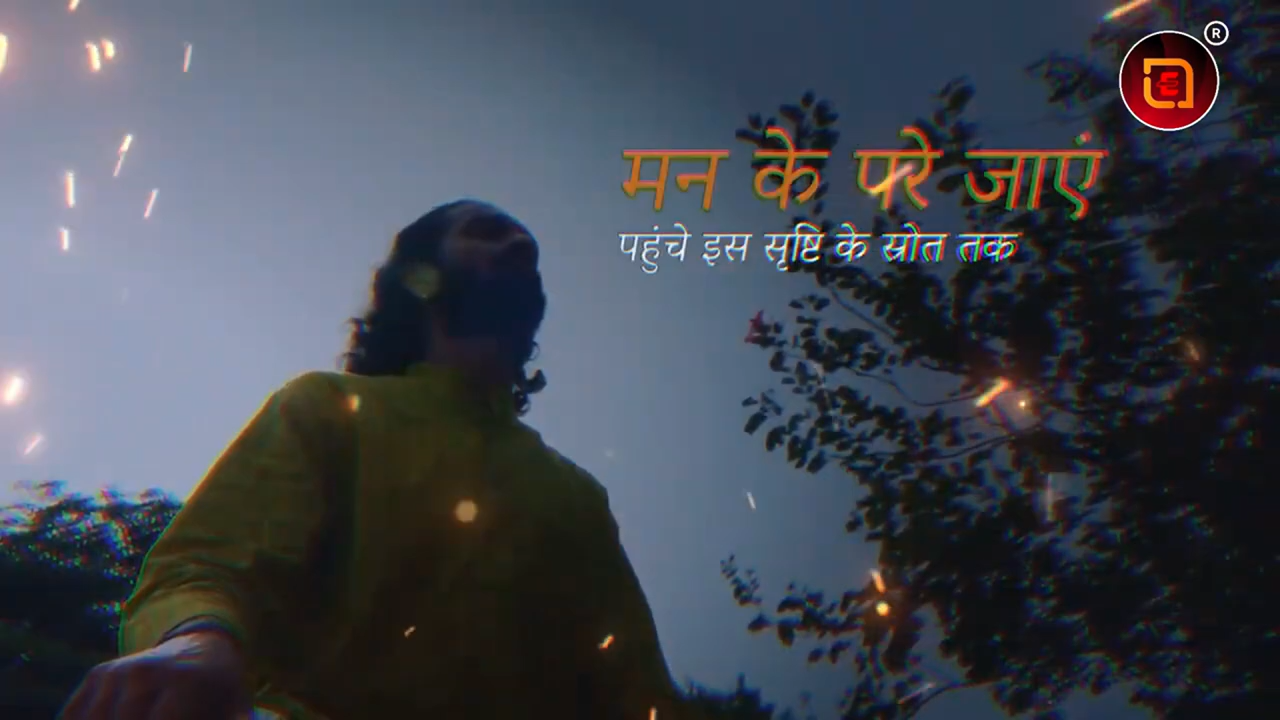 मन के परे जाएं
पहुंचे इस सृष्टि के स्रोत तक
®